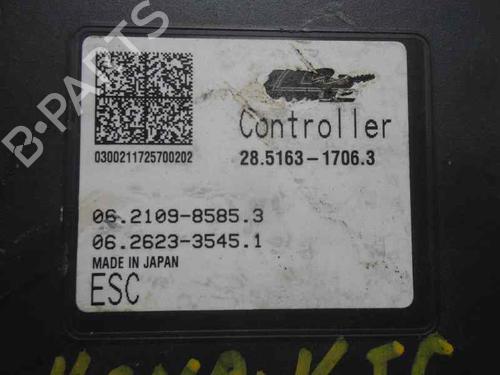 B-PARTS
Controller
0300211725700202
28.5163-1706.3
06.2109-8585.3
06.2623-3545.1
MADE IN JAPAN
ESC